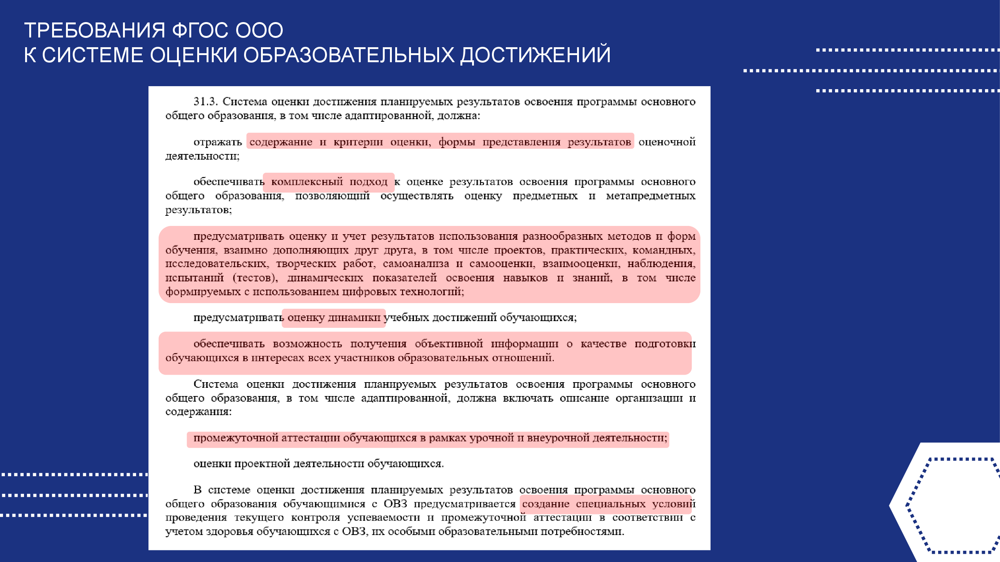 ТРЕБОВАНИЯ ФГОС ООО
К СИСТЕМЕ ОЦЕНКИ ОБРАЗОВАТЕЛЬНЫХ ДОСТИЖЕНИЙ
31.3. Система оценки достижения планируемых результатов освоения программы основного
общего образования, в том числе адаптированной, должна:
отражать содержание и критерии оценки, формы представления результатов оценочной
деятельности;
обеспечивать комплексный подход к оценке результатов освоения программы основного
общего образования, позволяющий осуществлять оценку предметных и метапредметных
результатов;
предусматривать оценку и учет результатов использования разнообразных методов и форм
обучения, взаимно дополняющих друг друга, в том числе проектов, практических, командных,
исследовательских, творческих работ, самоанализа и самооценки, взаимооценки, наблюдения,
испытаний (тестов), динамических показателей освоения навыков и знаний, в том числе
формируемых с использованием цифровых технологий;
предусматривать оценку динамики учебных достижений обучающихся;
обеспечивать возможность получения объективной информации о качестве подготовки
обучающихся в интересах всех участников образовательных отношений.
Система оценки достижения планируемых результатов освоения программы основного
общего образования, в том числе адаптированной, должна включать описание организации и
содержания:
промежуточной аттестации обучающихся в рамках урочной и внеурочной деятельности;
оценки проектной деятельности обучающихся.
В системе оценки достижения планируемых результатов освоения программы основного
общего образования обучающимися с ОВЗ предусматривается создание специальных условий
проведения текущего контроля успеваемости и промежуточной аттестации в соответствии с
учетом здоровья обучающихся с ОВЗ, их особыми образовательными потребностями.